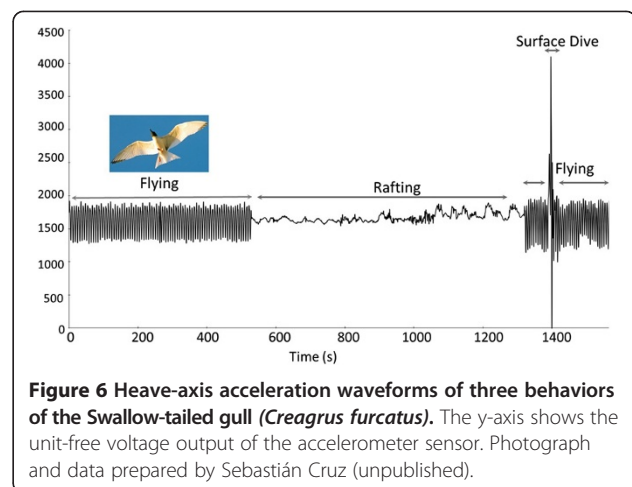 4500
4000
3500
3000
2500
2000
1500
1000
500
0
Surface Dive
Flying
Rafting
Flying
0 200 400 600 800 1000 1200 1400
Time (s)
Figure 6 Heave-axis acceleration waveforms of three behaviors
of the Swallow-tailed gull (Creagrus furcatus). The y-axis shows the
unit-free voltage output of the accelerometer sensor. Photograph
and data prepared by Sebastián Cruz (unpublished).